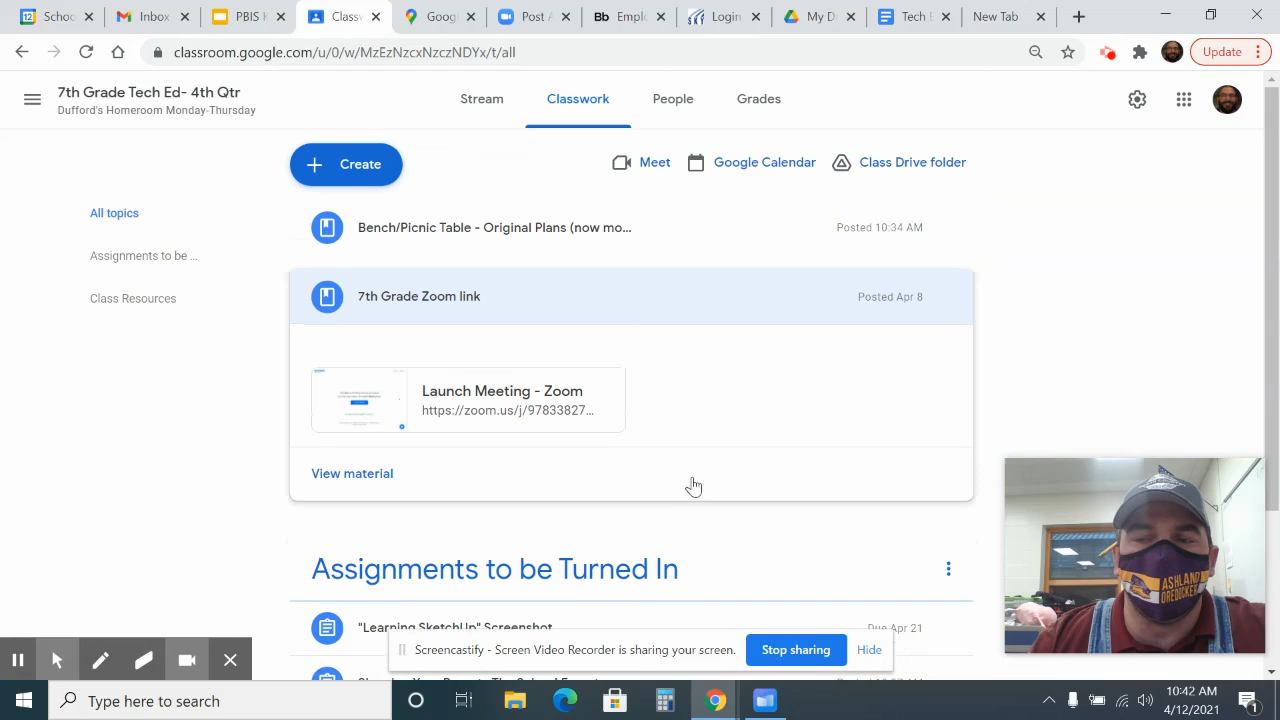 Schoo
Inbox
PBIS K
Classw
Goog
Post A
Bb Empl
Login
My D
Tech E
New Tab
classroom.google.com/u/0/w/MzEzNzcxNzczNDYx/t/all
Update
7th Grade Tech Ed- 4th Qtr
Dufford's Homeroom Monday-Thursday
Stream
Classwork
People
Grades
Create
Meet
Google Calendar
Class Drive folder
All topics
Assignments to be ...
Class Resources
Bench/Picnic Table - Original Plans (now mo...
Posted 10:34 AM
7th Grade Zoom link
Posted Apr 8
Launch Meeting - Zoom
https://zoom.us/j/97833827...
View material
Assignments to be Turned In
"Learning SketchUp" Screenshot
Due Apr 21
ASHLAND
OREDOCKER
Screencastify - Screen Video Recorder is sharing your screen.
Stop sharing
Hide
Type here to search
10:42 AM
4/12/2021
1